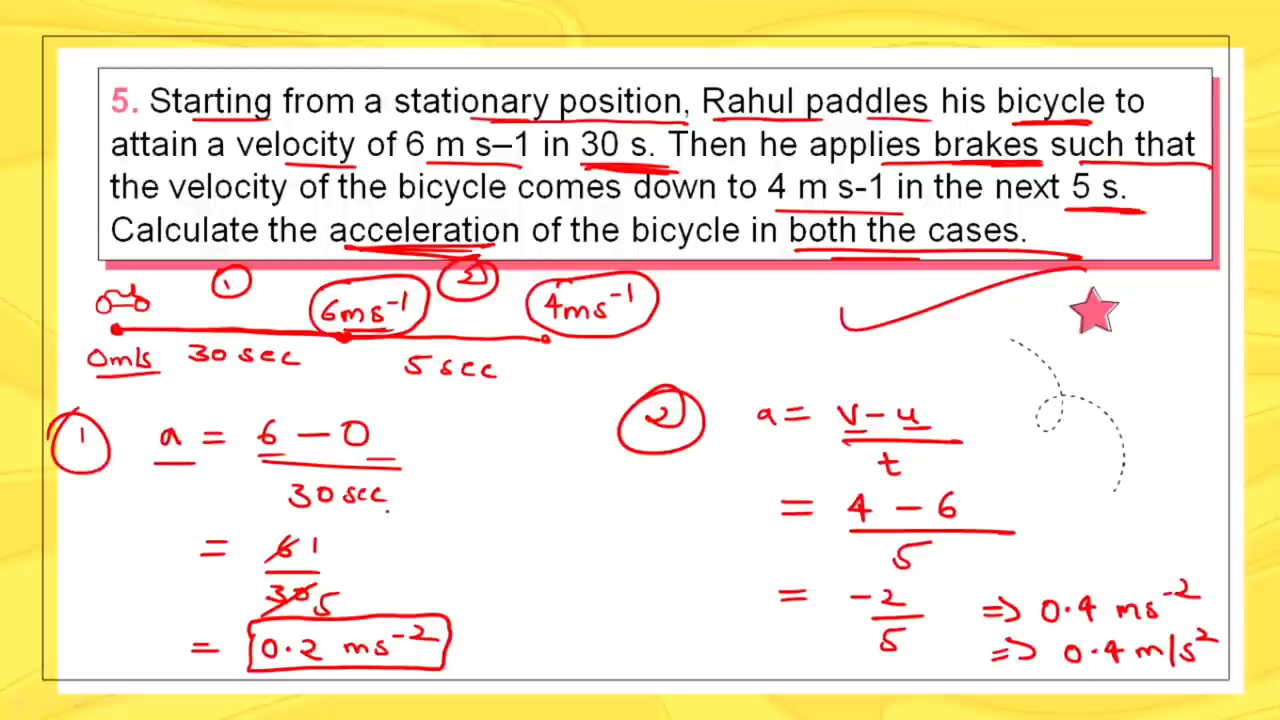 5. Starting from a stationary position, Rahul paddles his bicycle to
attain a velocity of 6 m s–1 in 30 s. Then he applies brakes such that
the velocity of the bicycle comes down to 4 m s-1 in the next 5 s.
Calculate the acceleration of the bicycle in both the cases.
1 2
6ms⁻¹ 4ms⁻¹
0m/s 30 sec 5 sec
1 a = 6 - 0
30 sec
= 6 1
30 5
= 0.2 ms⁻²
2 a = v - u
t
= 4 - 6
5
= -2 => 0.4 ms⁻²
5 => 0.4 m/s²